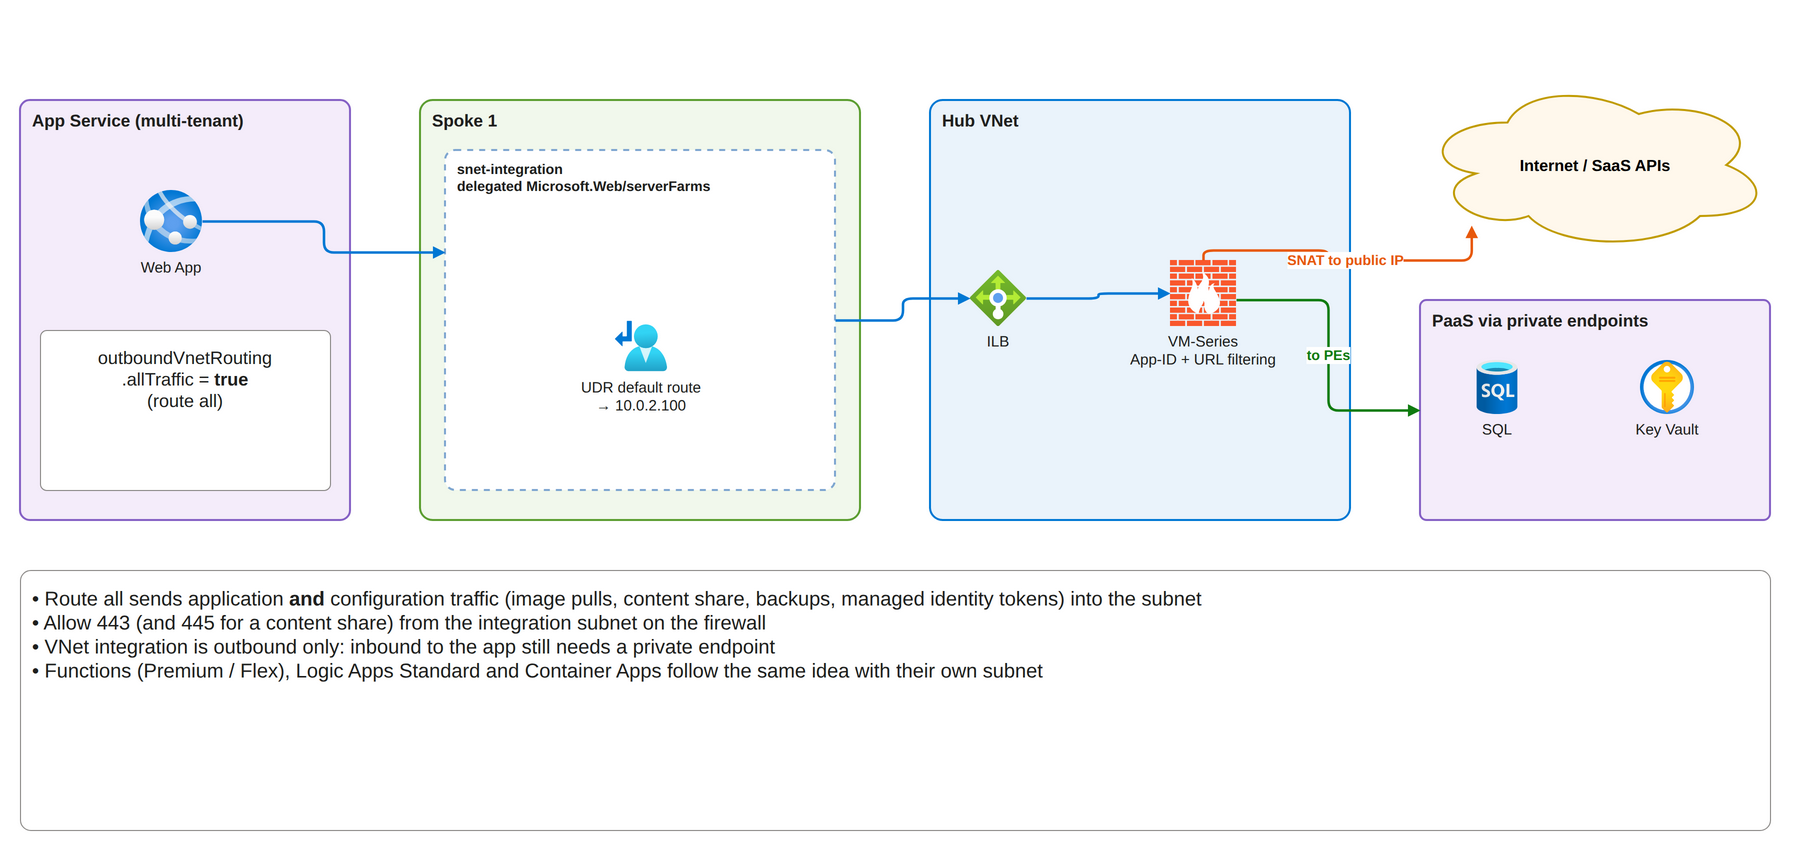 App Service (multi-tenant)
Web App
outboundVnetRouting
.allTraffic = true
(route all)
Spoke 1
snet-integration
delegated Microsoft.Web/serverFarms
UDR default route
→ 10.0.2.100
Hub VNet
ILB
VM-Series
App-ID + URL filtering
SNAT to public IP
to PEs
Internet / SaaS APIs
PaaS via private endpoints
SQL
SQL
Key Vault
• Route all sends application and configuration traffic (image pulls, content share, backups, managed identity tokens) into the subnet
• Allow 443 (and 445 for a content share) from the integration subnet on the firewall
• VNet integration is outbound only: inbound to the app still needs a private endpoint
• Functions (Premium / Flex), Logic Apps Standard and Container Apps follow the same idea with their own subnet